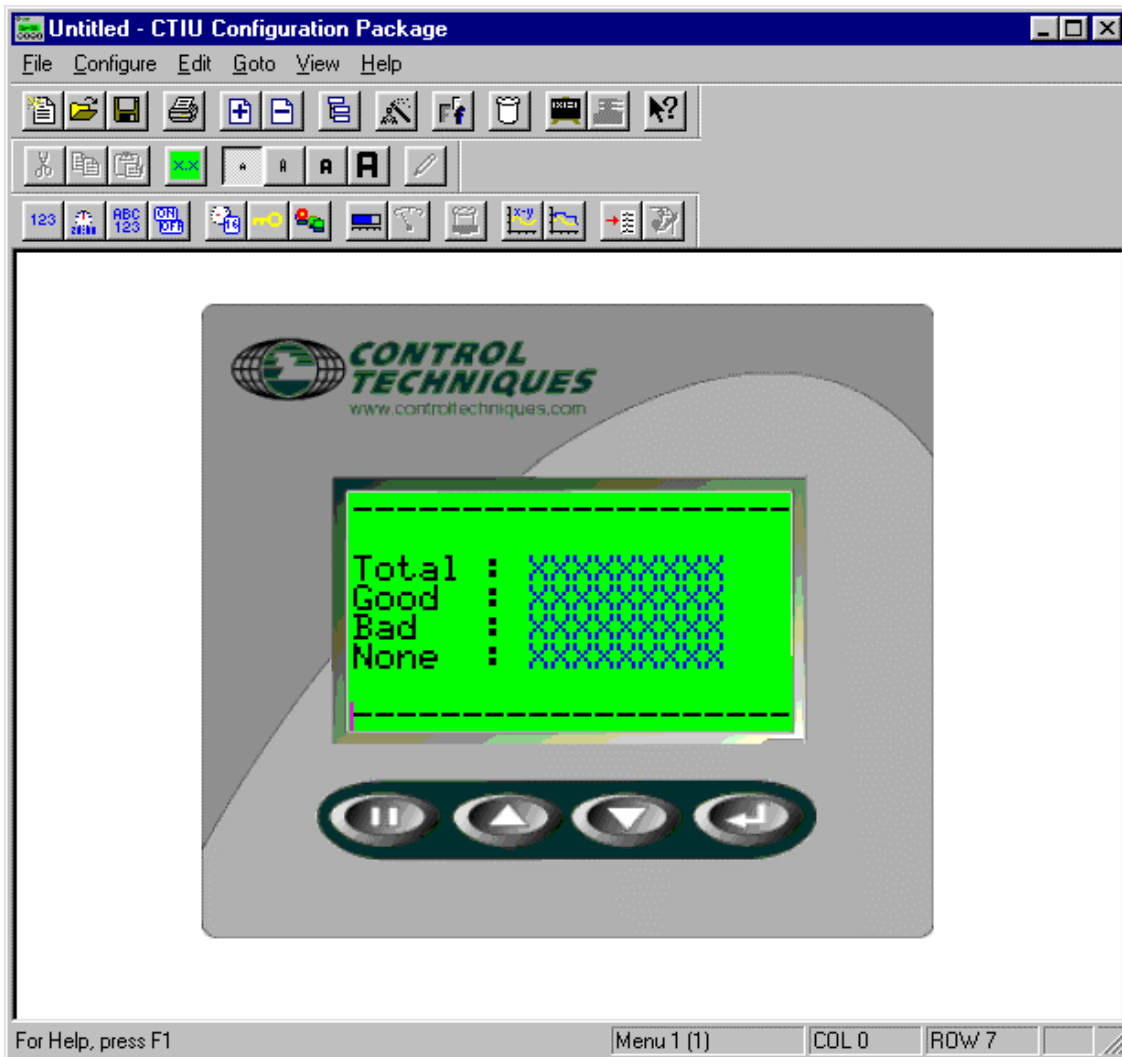 Untitled - CTIU Configuration Package
File Configure Edit Goto View Help
x.x A A A A
123 ABC 123 ON OFF 16 x-y
CONTROL
TECHNIQUES
www.controltechniques.com
--------------------------------
Total : XXXXXXXXX
Good : XXXXXXXXX
Bad : XXXXXXXXX
None : XXXXXXXXX
--------------------------------
For Help, press F1 Menu 1 (1) COL 0 ROW 7